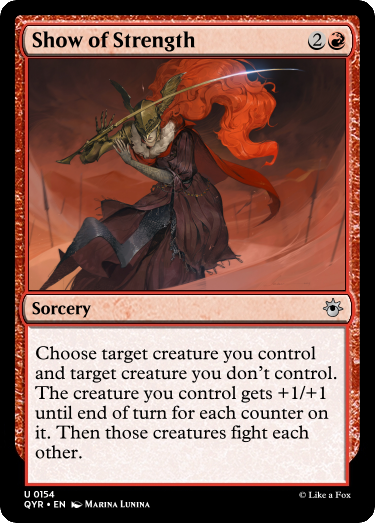 Show of Strength 2
Sorcery
Choose target creature you control
and target creature you don't control.
The creature you control gets +1/+1
until end of turn for each counter on
it. Then those creatures fight each
other.
U 0154
QYR • EN Marina Lunina
© Like a Fox